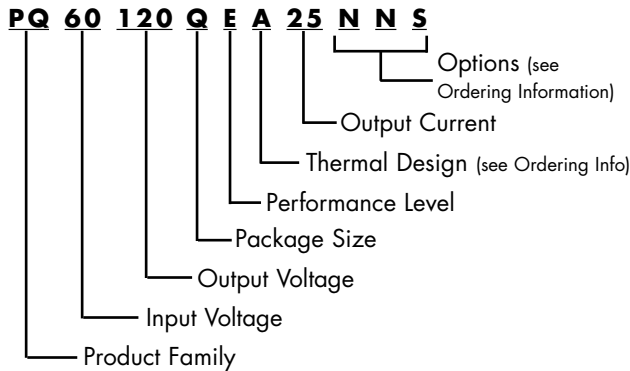 PQ 60 120 Q E A 25 N N S
Options (see
Ordering Information)
Output Current
Thermal Design (see Ordering Info)
Performance Level
Package Size
Output Voltage
Input Voltage
Product Family